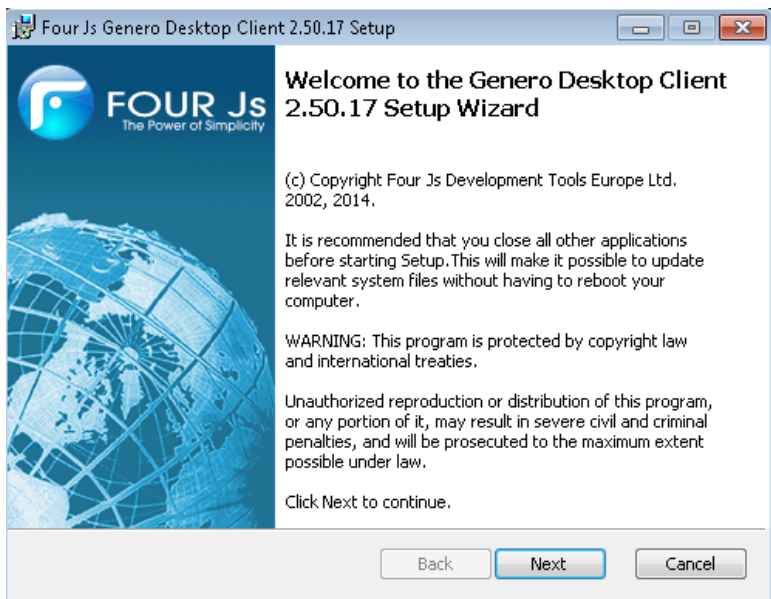 Four Js Genero Desktop Client 2.50.17 Setup
FOUR Js
The Power of Simplicity
Welcome to the Genero Desktop Client
2.50.17 Setup Wizard
(c) Copyright Four Js Development Tools Europe Ltd.
2002, 2014.
It is recommended that you close all other applications
before starting Setup.This will make it possible to update
relevant system files without having to reboot your
computer.
WARNING: This program is protected by copyright law
and international treaties.
Unauthorized reproduction or distribution of this program,
or any portion of it, may result in severe civil and criminal
penalties, and will be prosecuted to the maximum extent
possible under law.
Click Next to continue.
Back Next Cancel